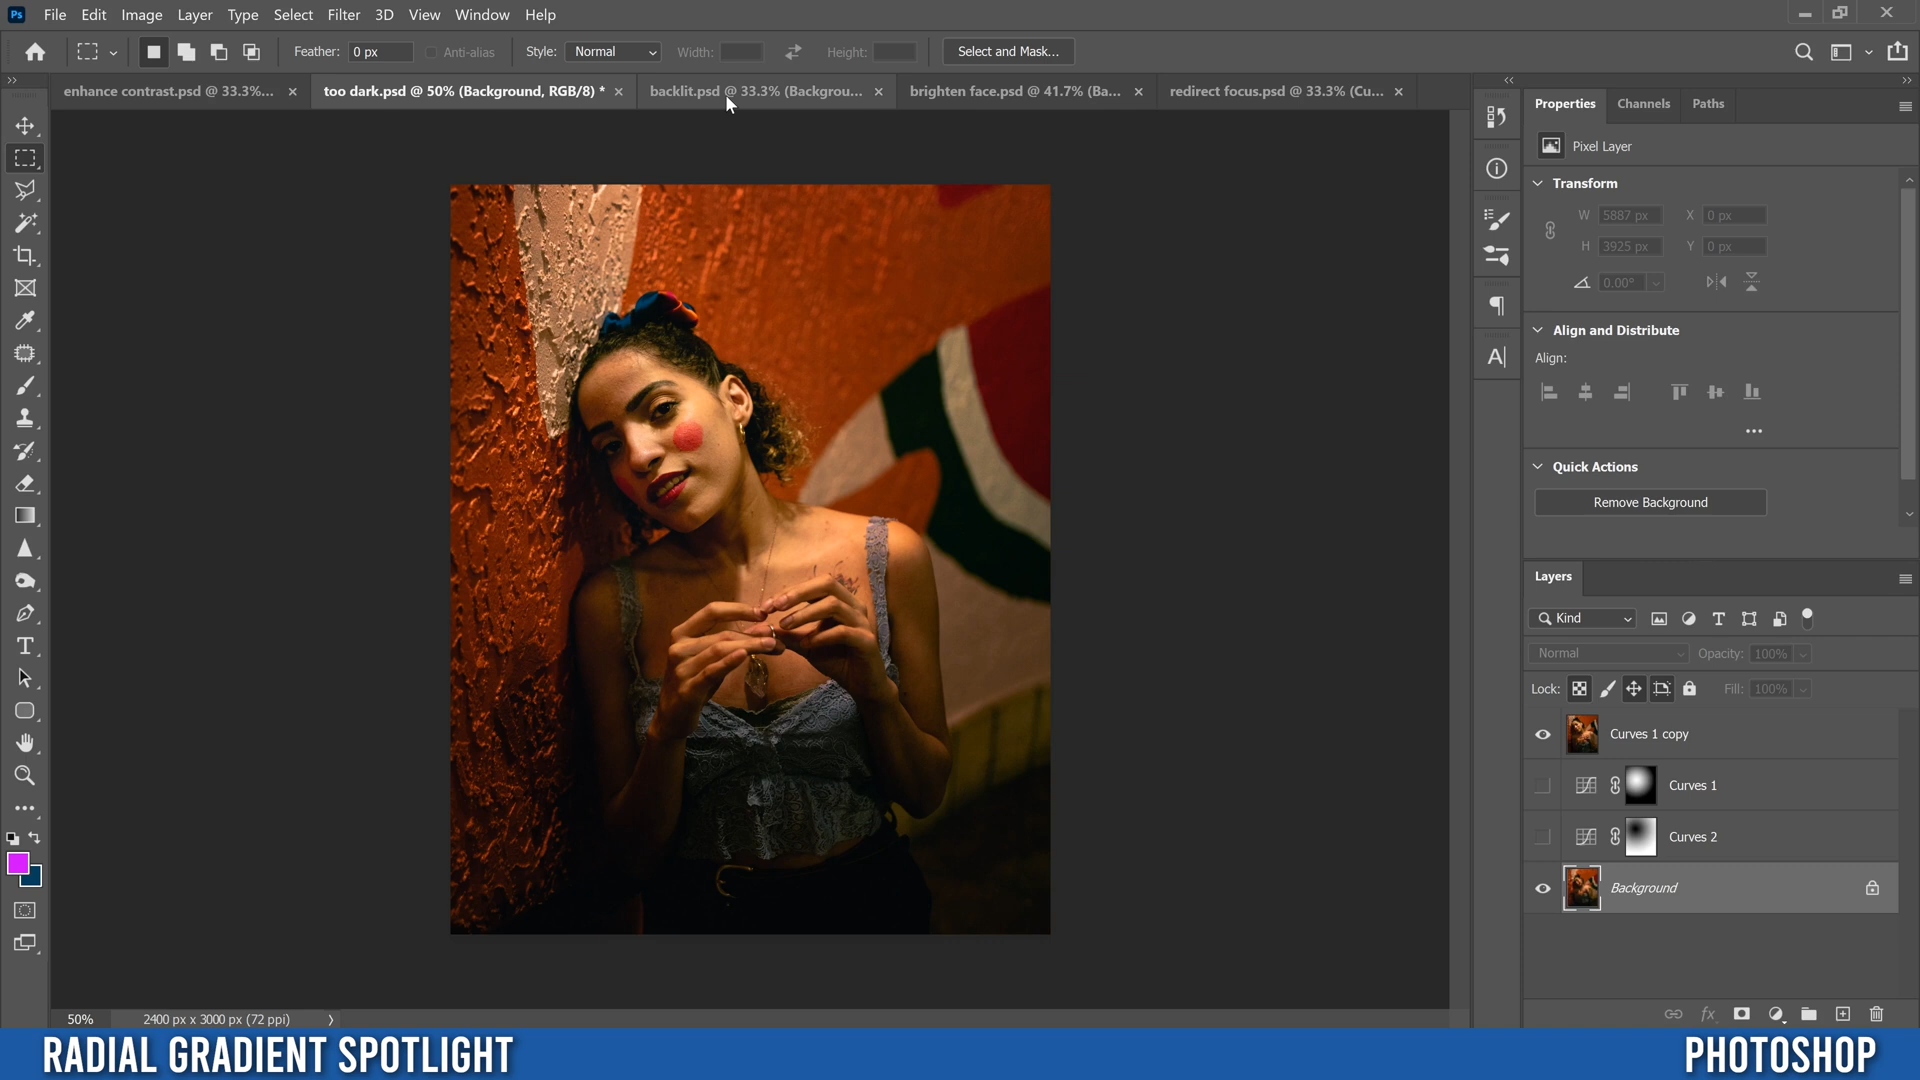 Ps File Edit Image Layer Type Select Filter 3D View Window Help
Feather: 0 px Anti-alias Style: Normal Width: Height: Select and Mask...
enhance contrast.psd @ 33.3%... × too dark.psd @ 50% (Background, RGB/8) * × backlit.psd @ 33.3% (Backgrou... × brighten face.psd @ 41.7% (Ba... × redirect focus.psd @ 33.3% (Cu... ×
Properties Channels Paths
Pixel Layer
Transform
W 5887 px X 0 px
H 3925 px Y 0 px
0.00°
Align and Distribute
Align:
Quick Actions
Remove Background
Layers
Kind
Normal Opacity: 100%
Lock: Fill: 100%
Curves 1 copy
Curves 1
Curves 2
Background
50% 2400 px x 3000 px (72 ppi)
RADIAL GRADIENT SPOTLIGHT PHOTOSHOP